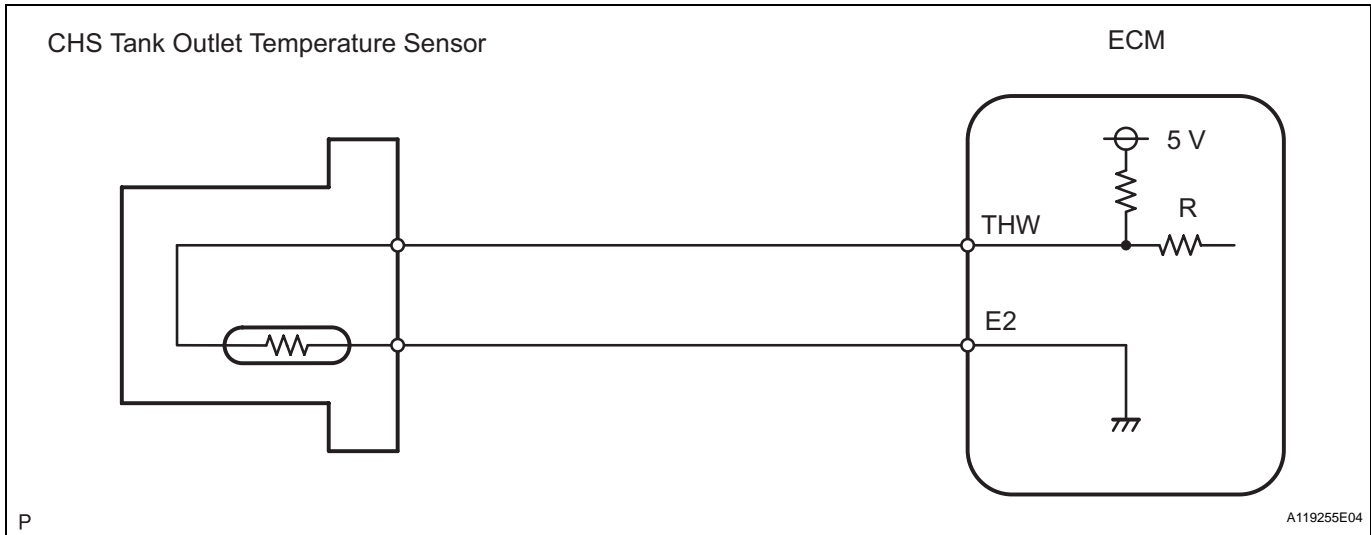 CHS Tank Outlet Temperature Sensor
ECM
5 V
R
THW
E2
P
A119255E04